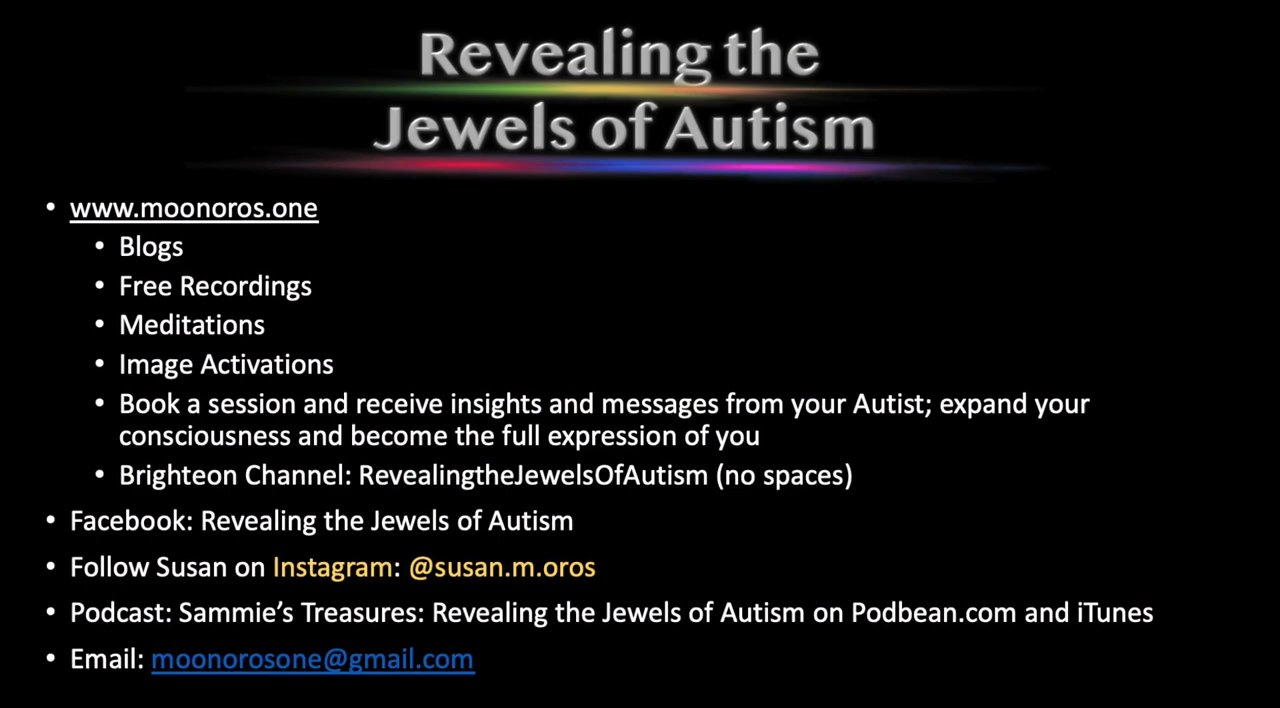 Revealing the
Jewels of Autism
• www.moonoros.one
• Blogs
• Free Recordings
• Meditations
• Image Activations
• Book a session and receive insights and messages from your Autist; expand your
consciousness and become the full expression of you
• Brighteon Channel: RevealingtheJewelsOfAutism (no spaces)
• Facebook: Revealing the Jewels of Autism
• Follow Susan on Instagram: @susan.m.oros
• Podcast: Sammie’s Treasures: Revealing the Jewels of Autism on Podbean.com and iTunes
• Email: moonorosone@gmail.com